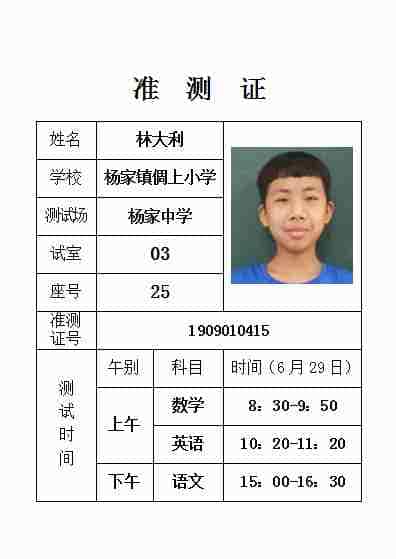 准 测 证
姓名 林大利
学校 杨家镇倜上小学
测试场 杨家中学
试室 03
座号 25
准测证号 1909010415
测试时间 午别 科目 时间（6月29日）
上午 数学 8：30-9：50
英语 10：20-11：20
下午 语文 15：00-16：30